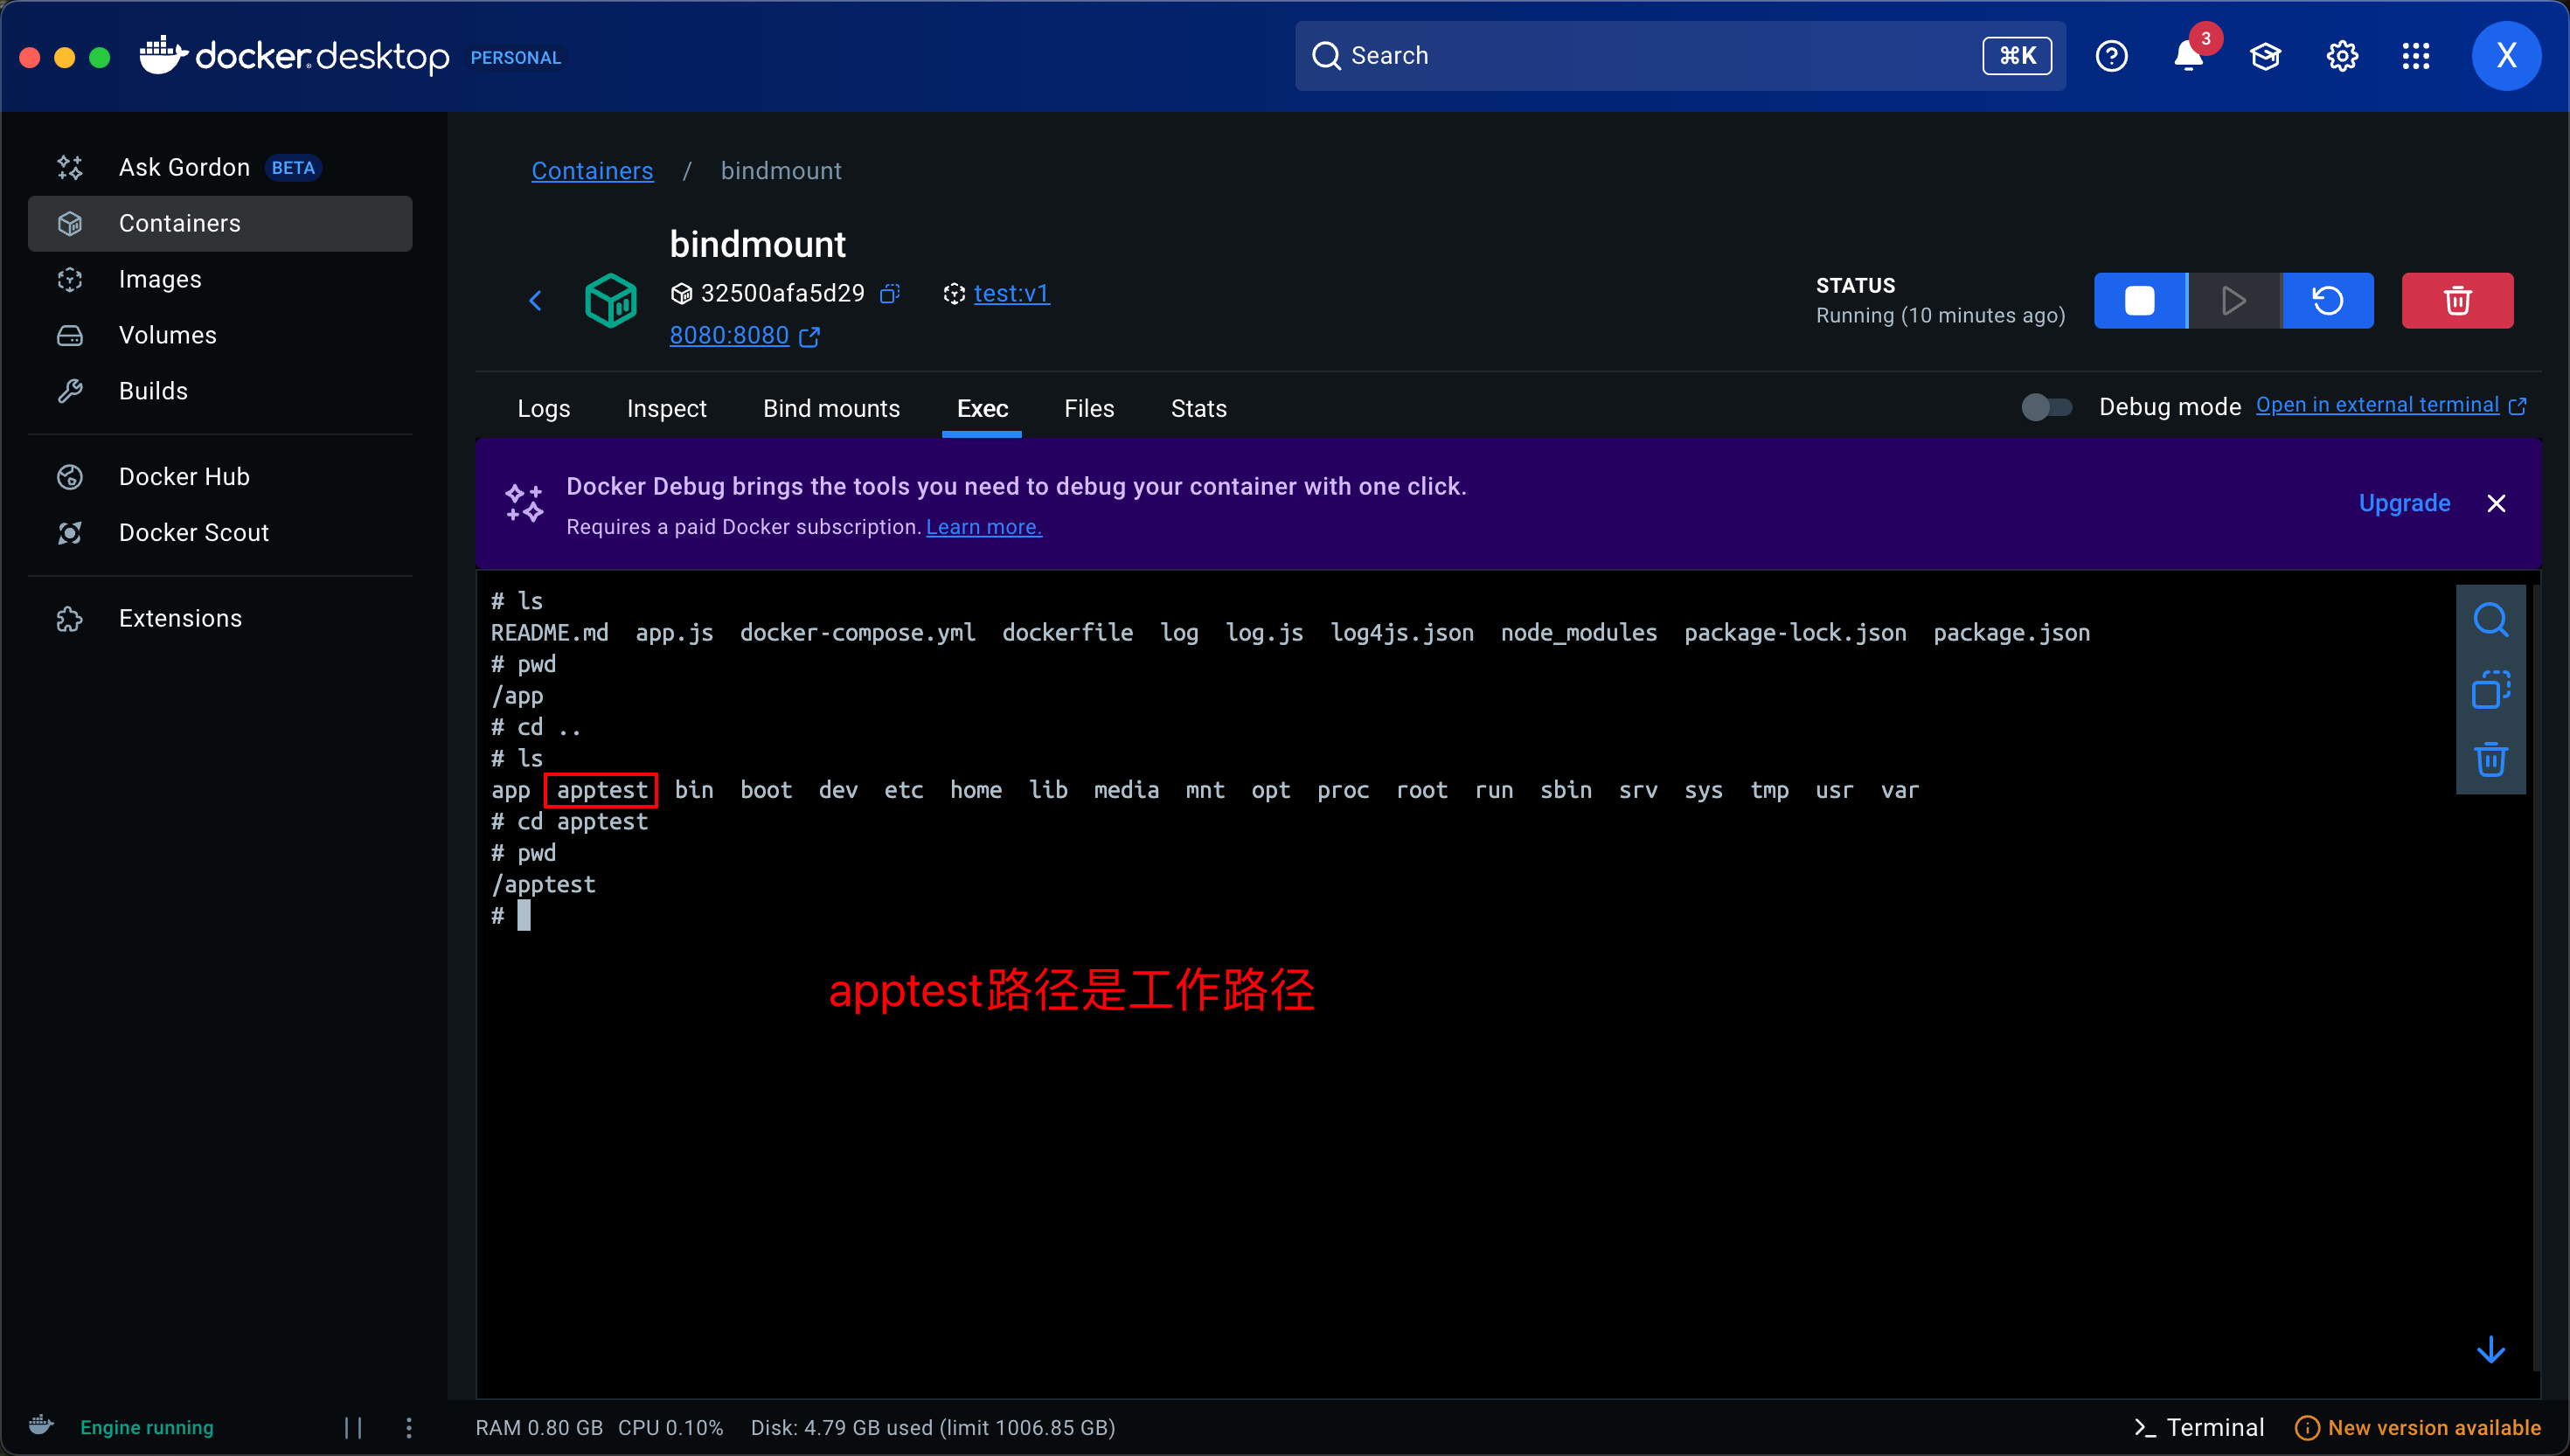 docker desktop PERSONAL
Search
⌘K
3
X
Ask Gordon BETA
Containers
Images
Volumes
Builds
Docker Hub
Docker Scout
Extensions
Containers / bindmount
bindmount
32500afa5d29 test:v1
8080:8080
STATUS
Running (10 minutes ago)
Logs Inspect Bind mounts Exec Files Stats
Debug mode Open in external terminal
Docker Debug brings the tools you need to debug your container with one click.
Requires a paid Docker subscription. Learn more.
Upgrade
# ls
README.md app.js docker-compose.yml dockerfile log log.js log4js.json node_modules package-lock.json package.json
# pwd
/app
# cd ..
# ls
app apptest bin boot dev etc home lib media mnt opt proc root run sbin srv sys tmp usr var
# cd apptest
# pwd
/apptest
#
apptest路径是工作路径
Engine running
RAM 0.80 GB CPU 0.10% Disk: 4.79 GB used (limit 1006.85 GB)
Terminal
New version available